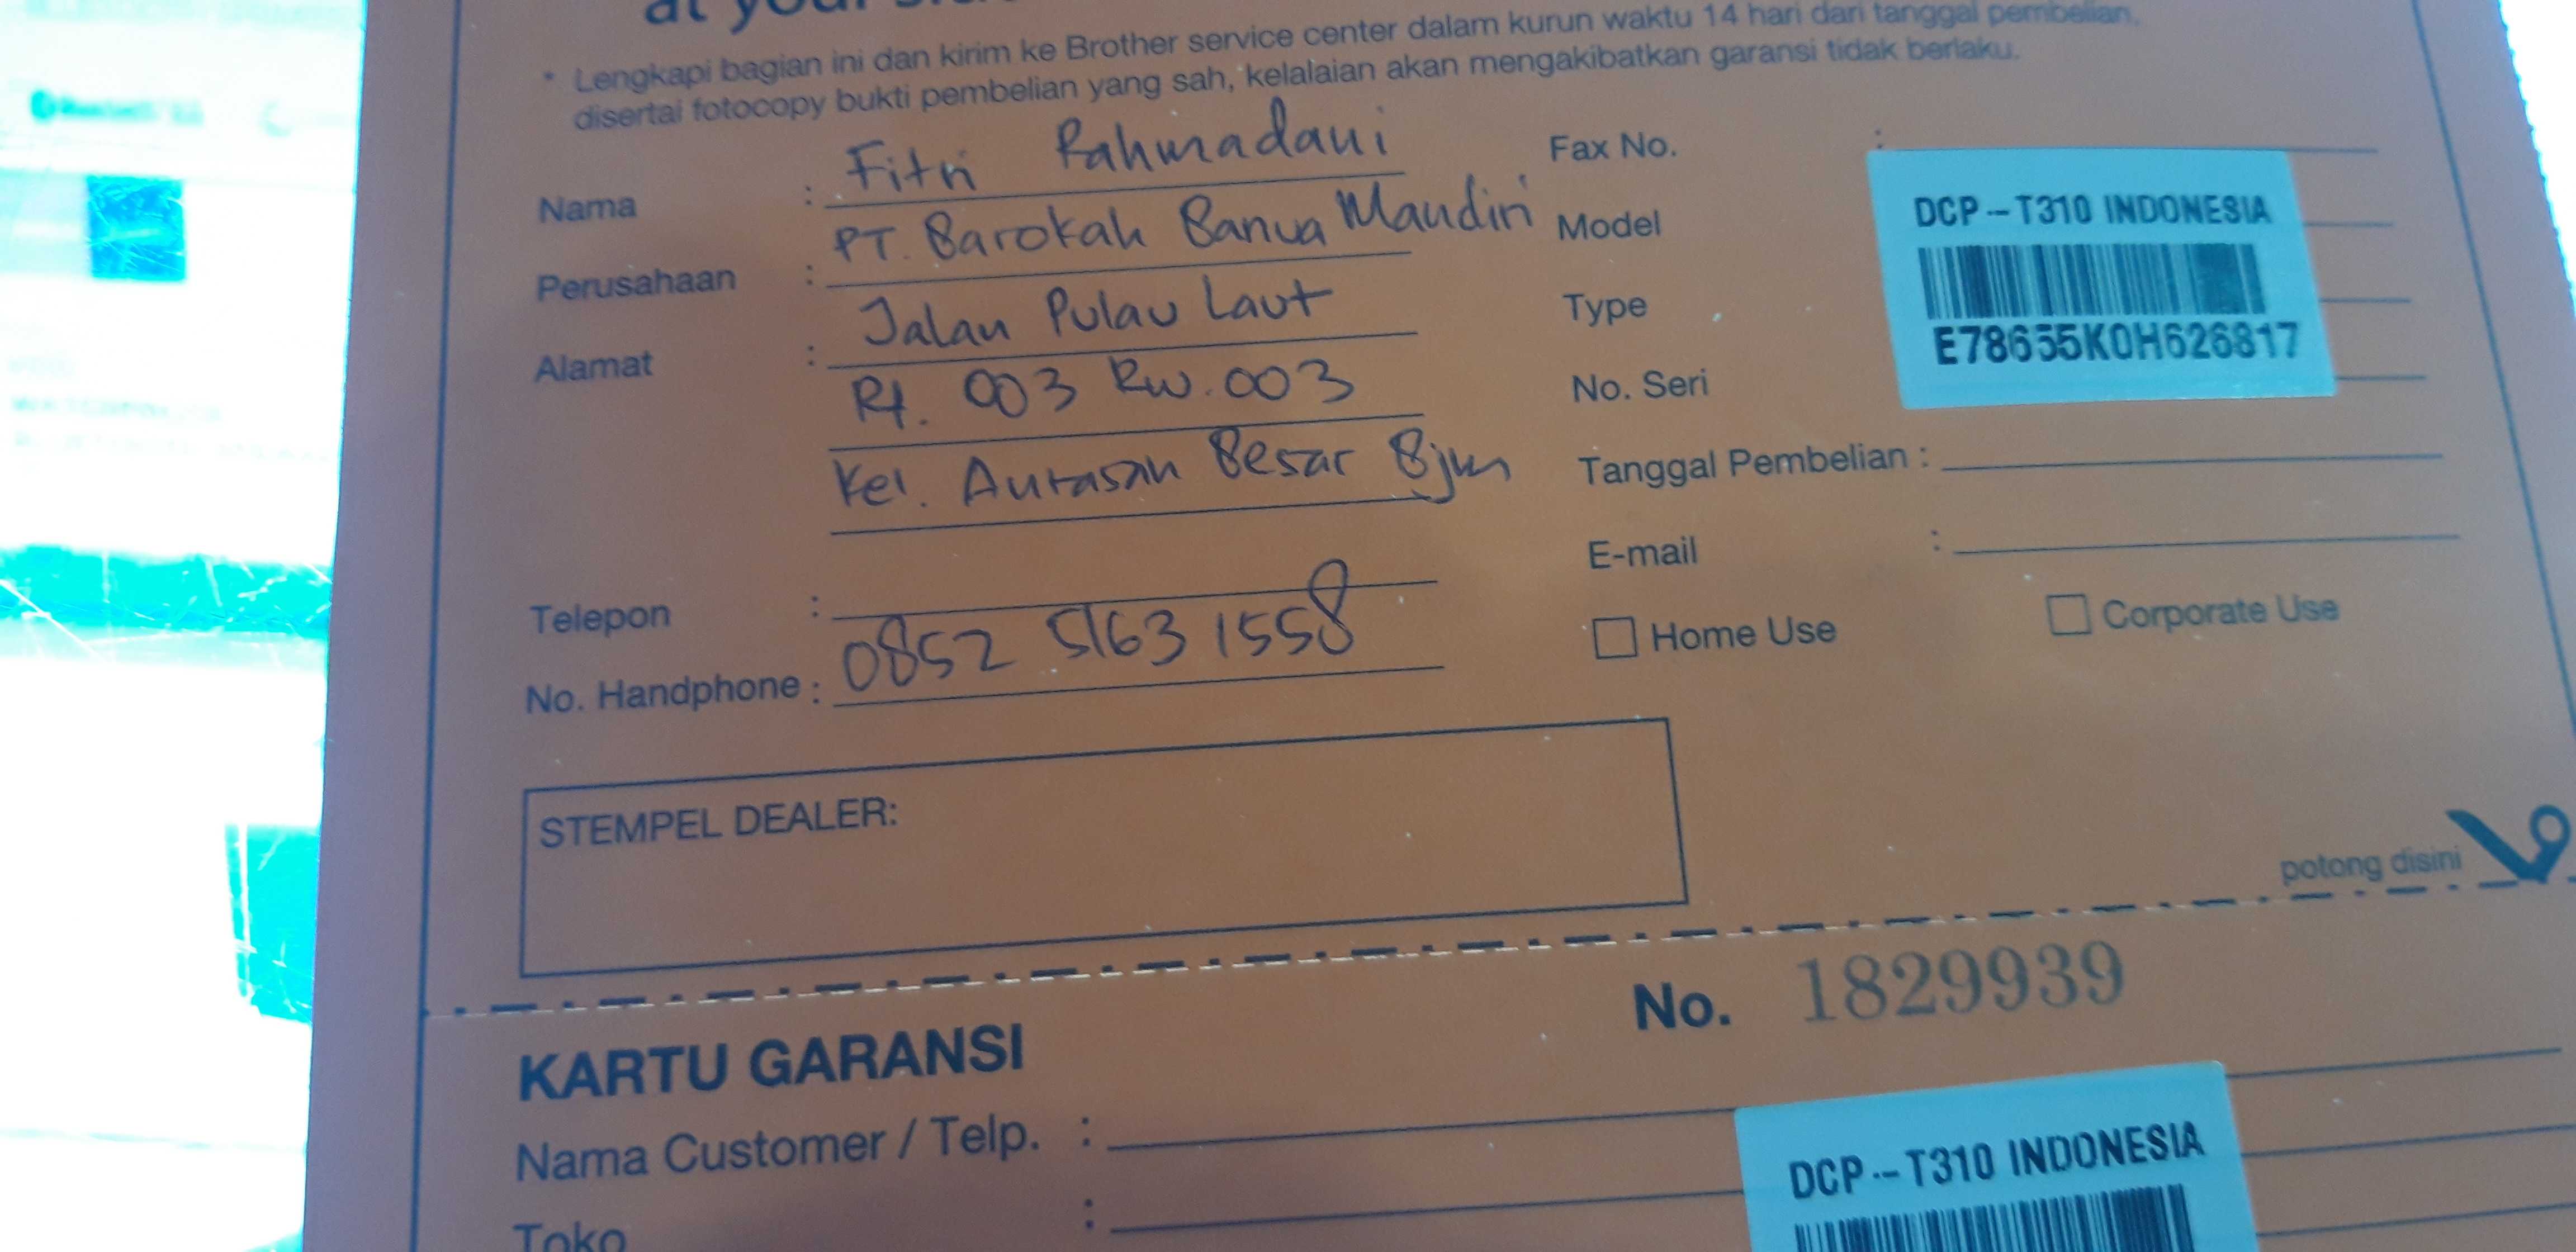 at your side
* Lengkapi bagian ini dan kirim ke Brother service center dalam kurun waktu 14 hari dari tanggal pembelian,
disertai fotocopy bukti pembelian yang sah, kelalaian akan mengakibatkan garansi tidak berlaku.
Nama : Fitri Rahmadani
Perusahaan : PT. Barokah Banua Mandiri
Alamat : Jalan Pulau Laut
Rt. 003 Rw. 003
Kel. Antasan Besar Bjm
Telepon :
No. Handphone : 0852 5163 1558
Fax No. :
Model
Type
No. Seri
DCP-T310 INDONESIA
E78655K0H626817
Tanggal Pembelian :
E-mail :
Home Use
Corporate Use
STEMPEL DEALER:
potong disini
KARTU GARANSI
No. 1829939
Nama Customer / Telp. :
Toko :
DCP-T310 INDONESIA